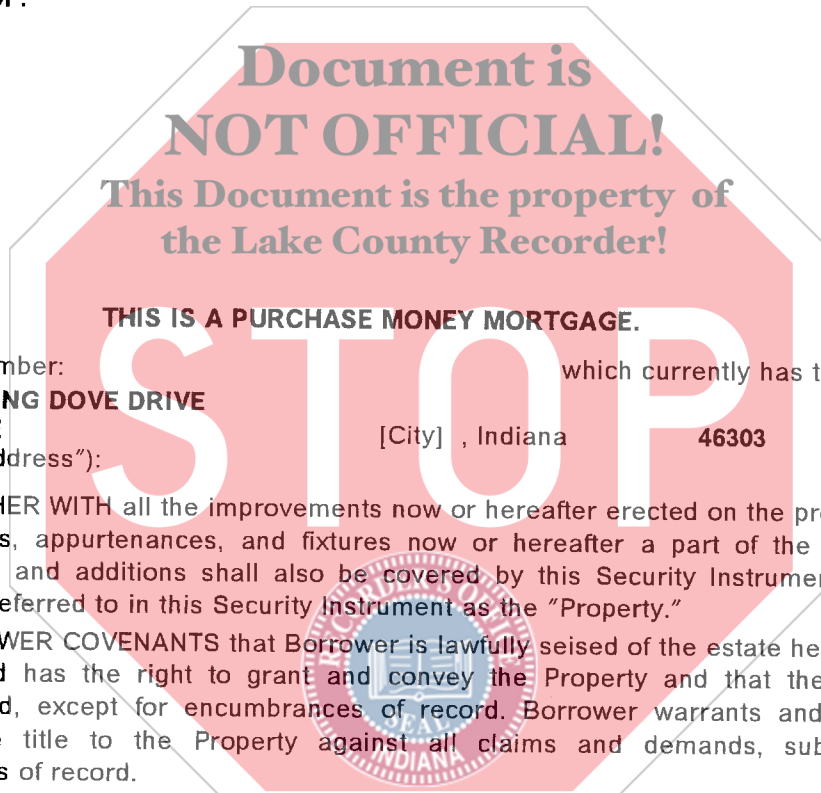 Document is
NOT OFFICIAL!
This Document is the property of
the Lake County Recorder!
STOP
THIS IS A PURCHASE MONEY MORTGAGE.
mber: which currently has t
NG DOVE DRIVE
[City] , Indiana 46303
ddress"):
HER WITH all the improvements now or hereafter erected on the pr
s, appurtenances, and fixtures now or hereafter a part of the
and additions shall also be covered by this Security Instrumen
eferred to in this Security Instrument as the "Property."
WER COVENANTS that Borrower is lawfully seised of the estate he
d has the right to grant and convey the Property and that the
d, except for encumbrances of record. Borrower warrants and
title to the Property against all claims and demands, sub
s of record.
RECORDER'S OFFICE
SEAL
INDIANA